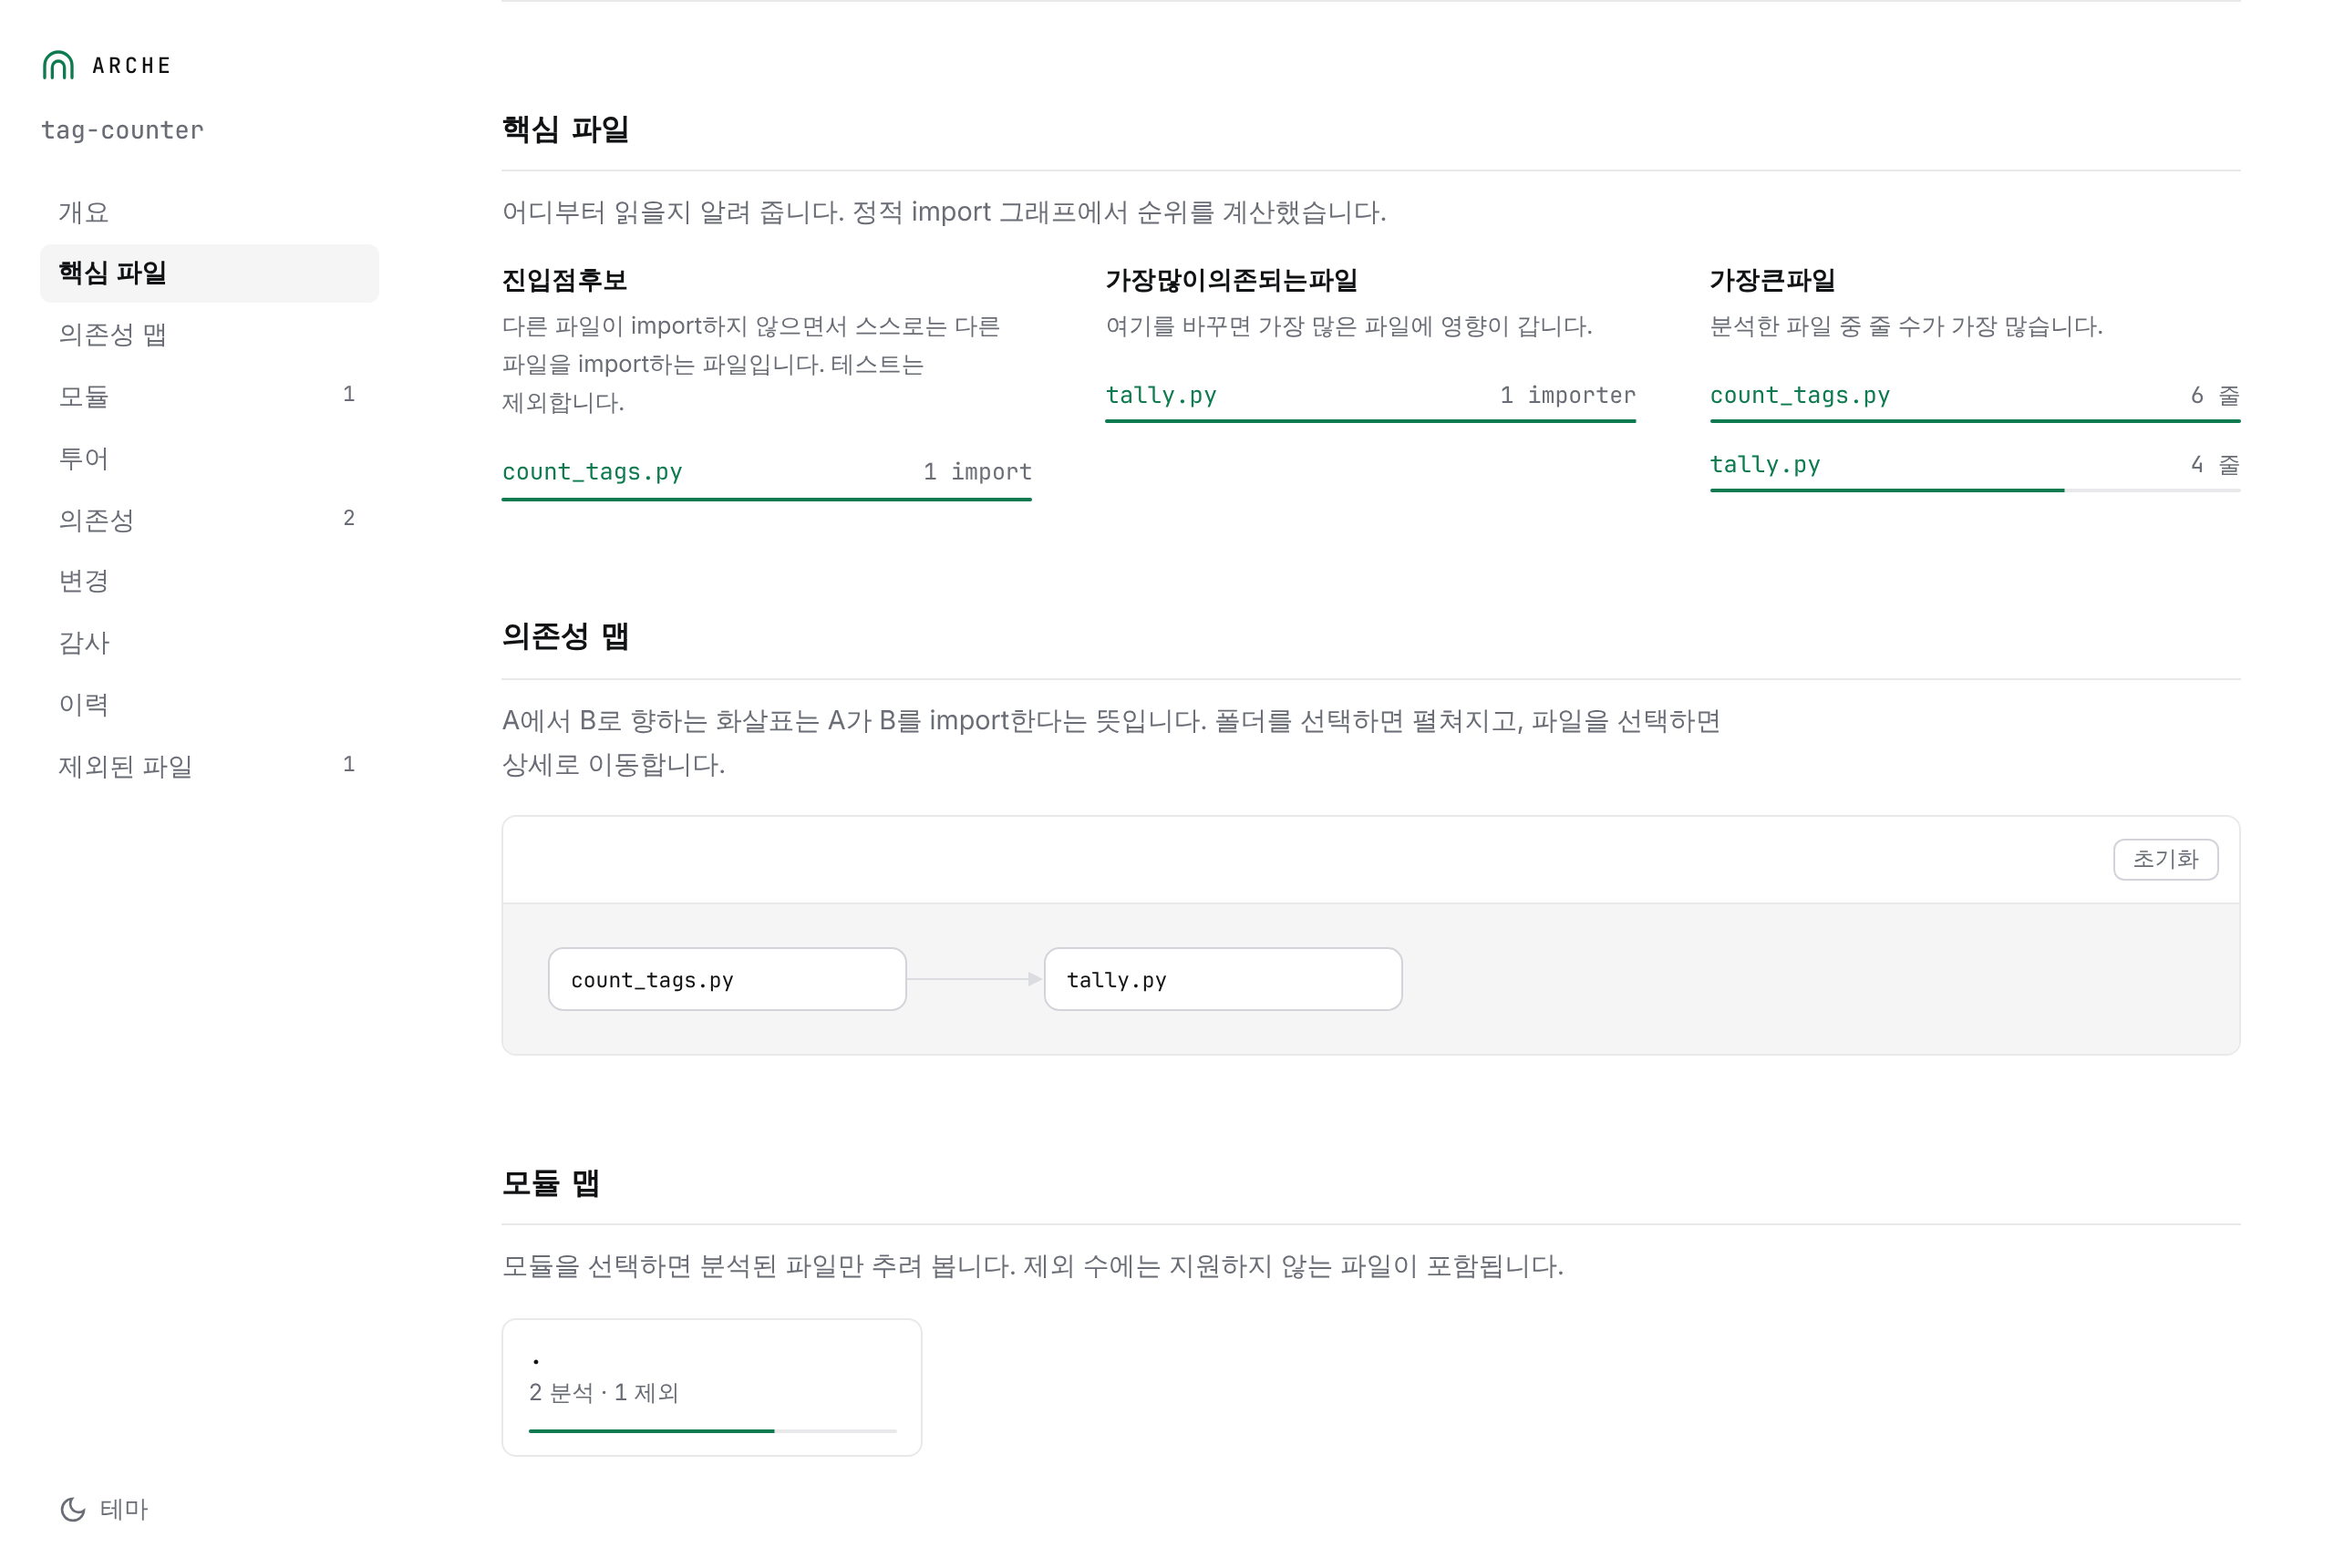 ARCHE
tag-counter
개요
핵심 파일
의존성 맵
모듈 1
투어
의존성 2
변경
감사
이력
제외된 파일 1
테마
핵심 파일
어디부터 읽을지 알려 줍니다. 정적 import 그래프에서 순위를 계산했습니다.
진입점후보
다른 파일이 import하지 않으면서 스스로는 다른
파일을 import하는 파일입니다. 테스트는
제외합니다.
count_tags.py 1 import
가장많이의존되는파일
여기를 바꾸면 가장 많은 파일에 영향이 갑니다.
tally.py 1 importer
가장큰파일
분석한 파일 중 줄 수가 가장 많습니다.
count_tags.py 6 줄
tally.py 4 줄
의존성 맵
A에서 B로 향하는 화살표는 A가 B를 import한다는 뜻입니다. 폴더를 선택하면 펼쳐지고, 파일을 선택하면
상세로 이동합니다.
초기화
count_tags.py
tally.py
모듈 맵
모듈을 선택하면 분석된 파일만 추려 봅니다. 제외 수에는 지원하지 않는 파일이 포함됩니다.
.
2 분석 · 1 제외